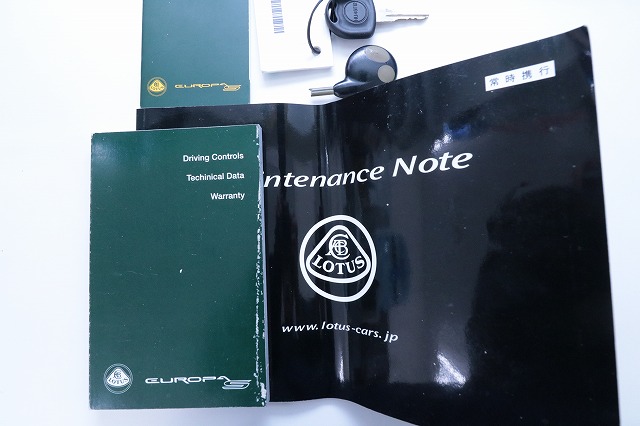 EUROPA S
常時携行
Driving Controls
Techinical Data
Warranty
ntenance Note
LOTUS
www.lotus-cars.jp
LOTUS
EUROPA S